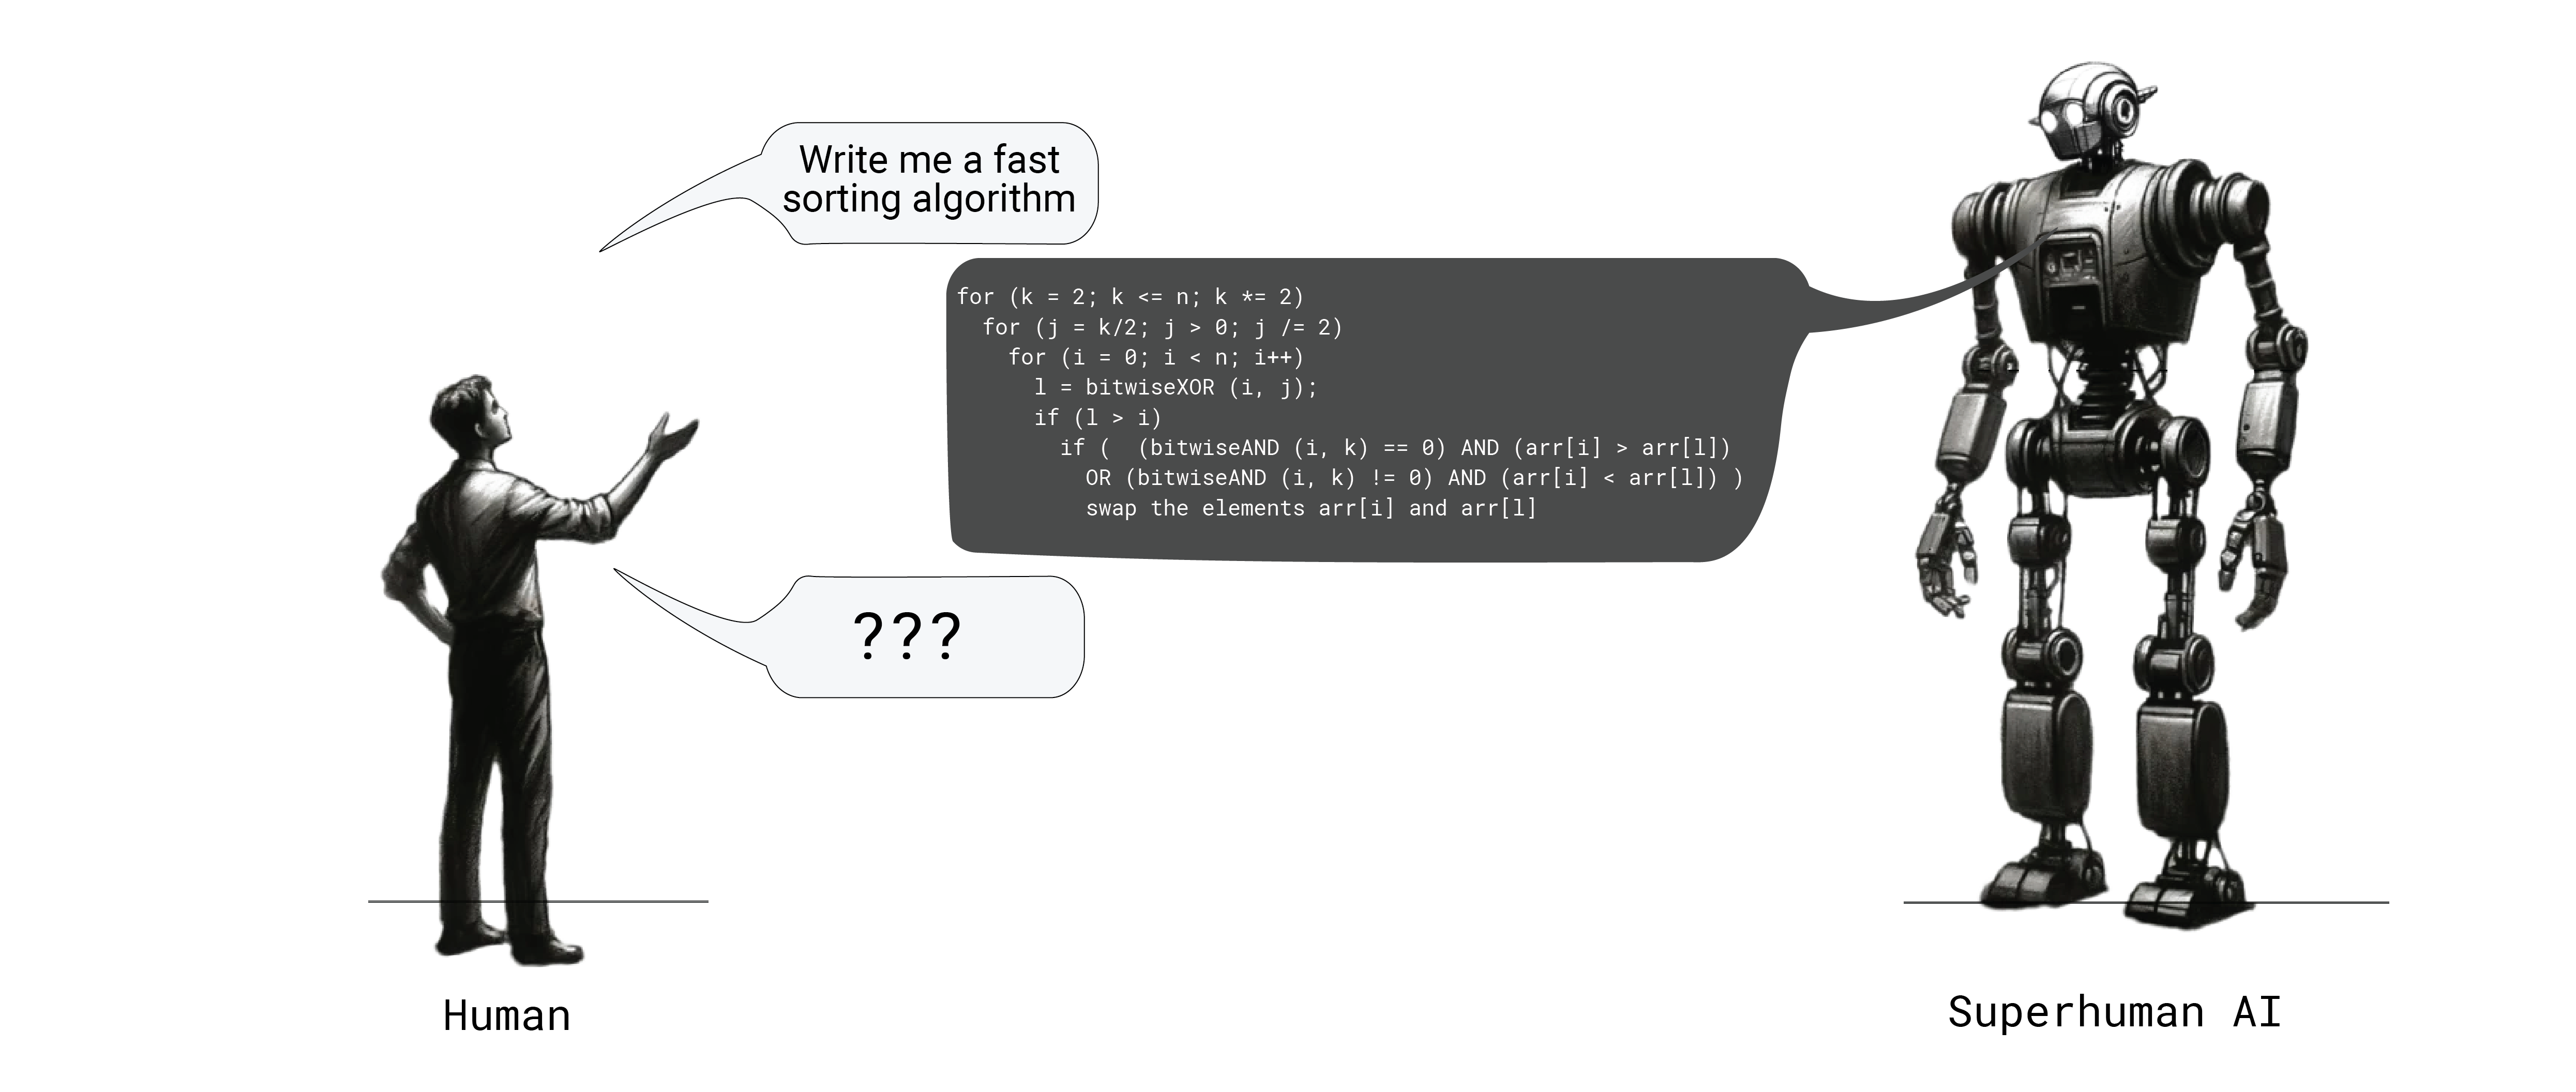 Write me a fast
sorting algorithm
for (k = 2; k <= n; k *= 2)
  for (j = k/2; j > 0; j /= 2)
    for (i = 0; i < n; i++)
      l = bitwiseXOR (i, j);
      if (l > i)
        if (  (bitwiseAND (i, k) == 0) AND (arr[i] > arr[l])
          OR (bitwiseAND (i, k) != 0) AND (arr[i] < arr[l]) )
          swap the elements arr[i] and arr[l]
???
Human
Superhuman AI